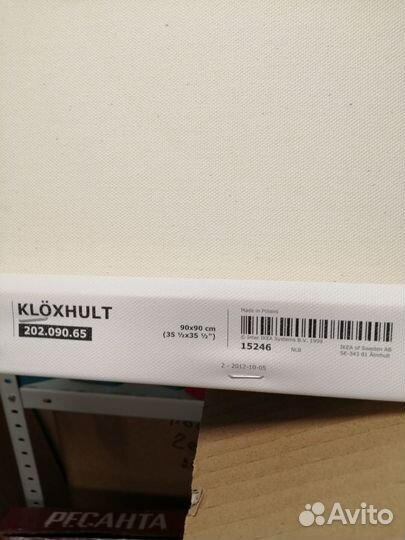 KLÖXHULT
202.090.65
90x90 cm
(35 ½x35 ½")
Made in Poland
© Inter IKEA Systems B.V. 1999
15246
NLB
IKEA of Sweden AB
SE-343 81 Älmhult
2 - 2012-10-05
РЕСАНТА
Avito